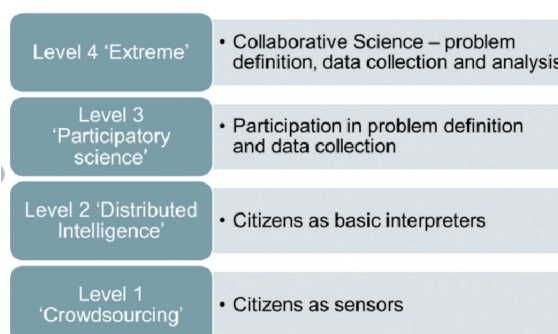 Level 4 ‘Extreme’
• Collaborative Science – problem
definition, data collection and analysis
Level 3
‘Participatory
science’
• Participation in problem definition
and data collection
Level 2 ‘Distributed
Intelligence’
• Citizens as basic interpreters
Level 1
‘Crowdsourcing’
• Citizens as sensors